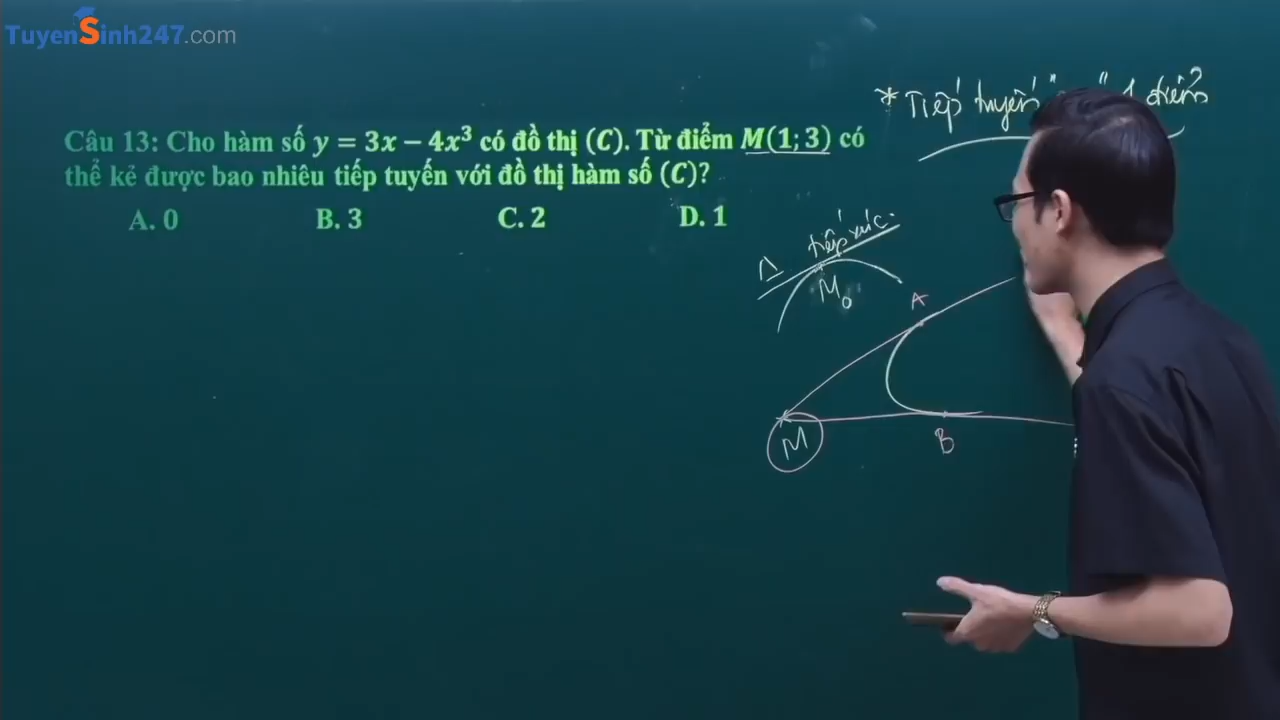 TuyenSinh247.com
* Tiếp tuyến " " 1 điểm?
Câu 13: Cho hàm số y = 3x − 4x³ có đồ thị (C). Từ điểm M(1; 3) có
thể kẻ được bao nhiêu tiếp tuyến với đồ thị hàm số (C)?
A. 0 B. 3 C. 2 D. 1
Δ tiếp xúc
M₀
A
M
B